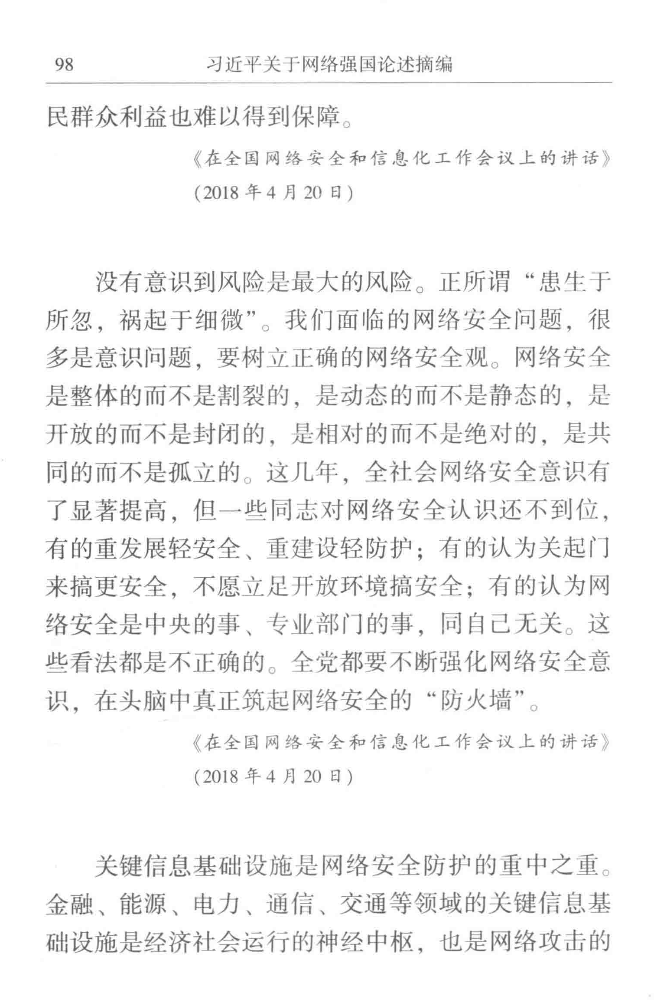 98 习近平关于网络强国论述摘编
民群众利益也难以得到保障。
《在全国网络安全和信息化工作会议上的讲话》
(2018 年 4 月 20 日)
没有意识到风险是最大的风险。正所谓“患生于
所忽，祸起于细微”。我们面临的网络安全问题，很
多是意识问题，要树立正确的网络安全观。网络安全
是整体的而不是割裂的，是动态的而不是静态的，是
开放的而不是封闭的，是相对的而不是绝对的，是共
同的而不是孤立的。这几年，全社会网络安全意识有
了显著提高，但一些同志对网络安全认识还不到位，
有的重发展轻安全、重建设轻防护；有的认为关起门
来搞更安全，不愿立足开放环境搞安全；有的认为网
络安全是中央的事、专业部门的事，同自己无关。这
些看法都是不正确的。全党都要不断强化网络安全意
识，在头脑中真正筑起网络安全的“防火墙”。
《在全国网络安全和信息化工作会议上的讲话》
(2018 年 4 月 20 日)
关键信息基础设施是网络安全防护的重中之重。
金融、能源、电力、通信、交通等领域的关键信息基
础设施是经济社会运行的神经中枢，也是网络攻击的